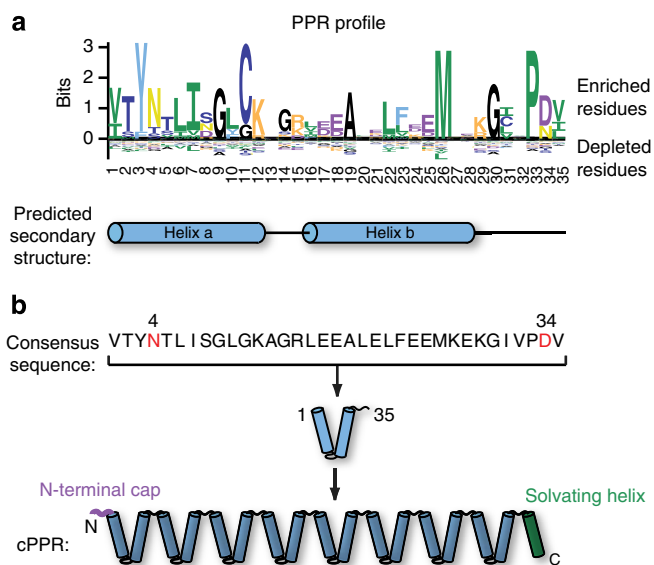 a
PPR profile
3
2
1
0
Bits
Enriched
residues
Depleted
residues
1 2 3 4 5 6 7 8 9 10 11 12 13 14 15 16 17 18 19 20 21 22 23 24 25 26 27 28 29 30 31 32 33 34 35
Predicted
secondary
structure:
Helix a
Helix b
b
4 34
Consensus
sequence:
VTYNTLISGLGKAGRLEEALELFEEMKEKGIVPDV
1 35
N-terminal cap
Solvating helix
N
cPPR:
C